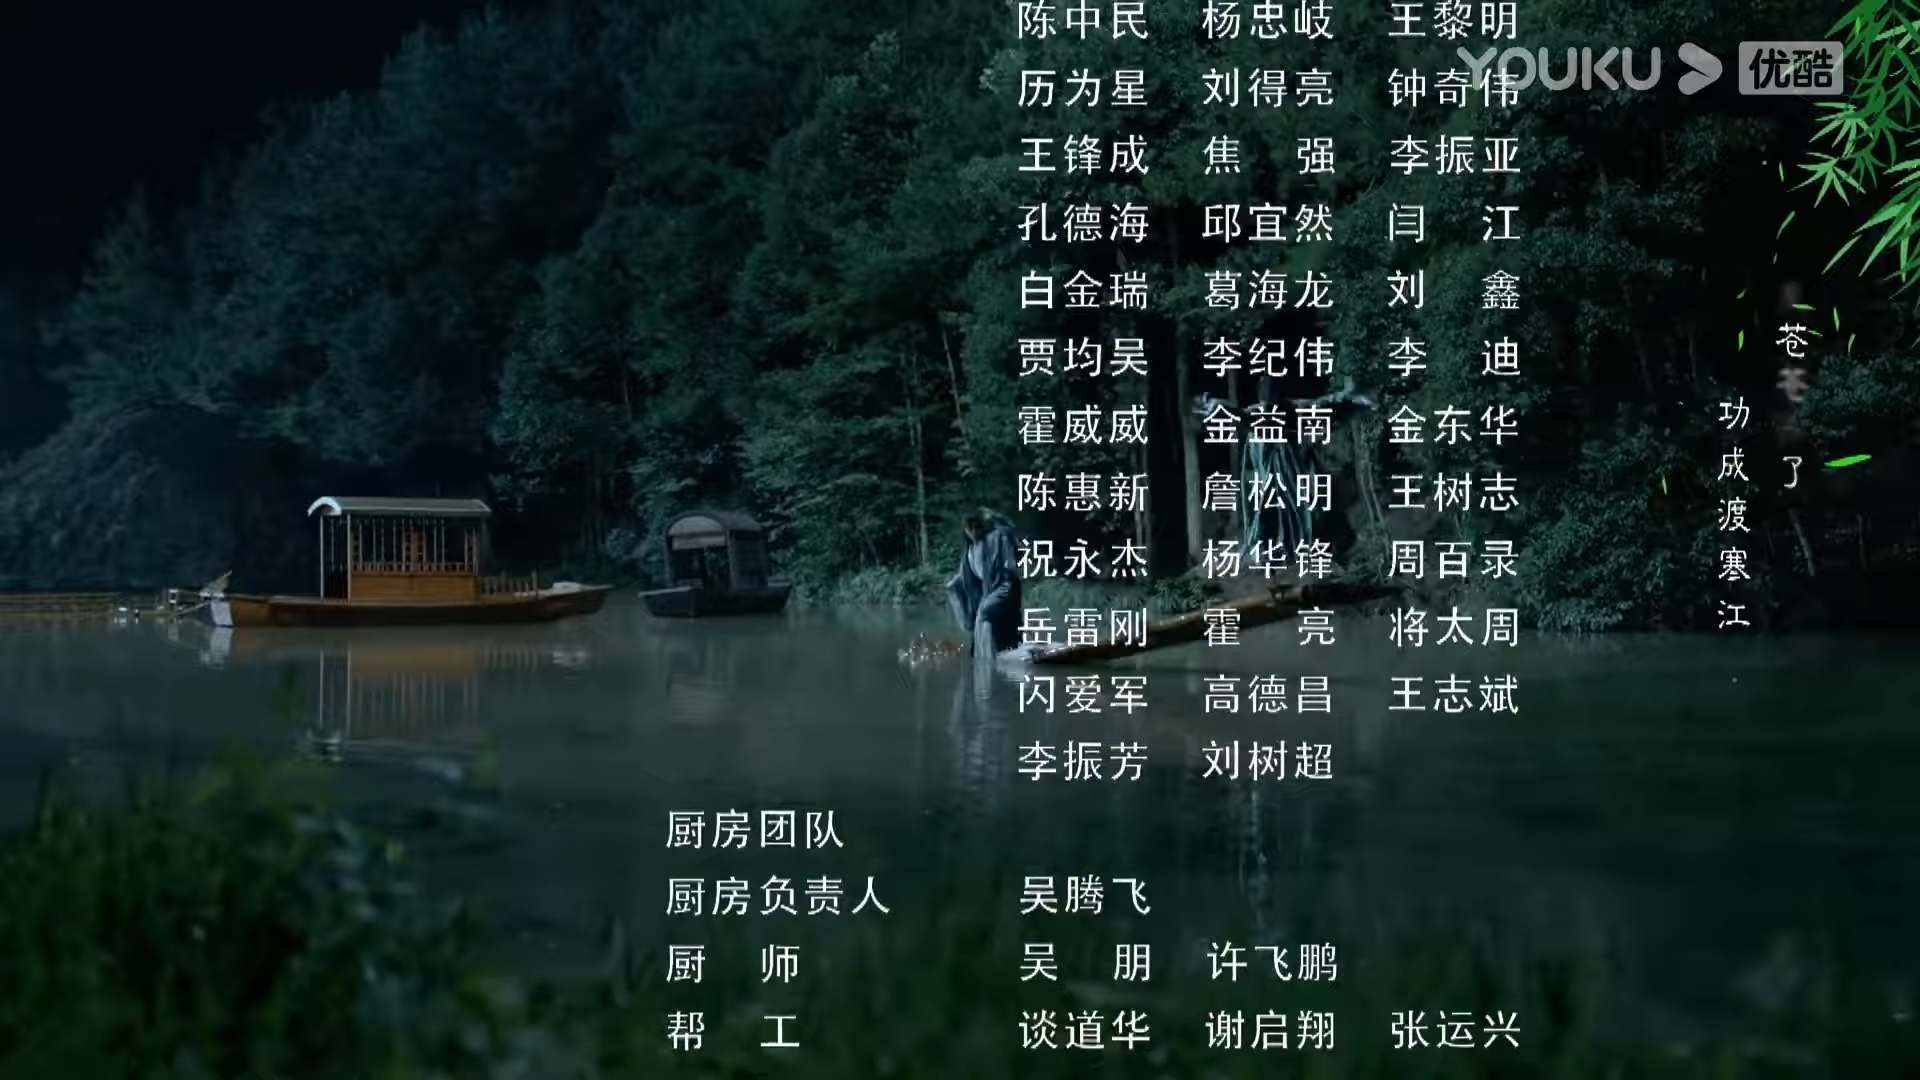 陈中民 杨忠岐 王黎明
YOUKU 优酷
历为星 刘得亮 钟奇伟
王锋成 焦强 李振亚
孔德海 邱宜然 闫江
白金瑞 葛海龙 刘鑫
贾均吴 李纪伟 李迪
霍威威 金益南 金东华
陈惠新 詹松明 王树志
祝永杰 杨华锋 周百录
岳雷刚 霍亮 将太周
闪爱军 高德昌 王志斌
李振芳 刘树超
厨房团队
厨房负责人 吴腾飞
厨师 吴朋 许飞鹏
帮工 谈道华 谢启翔 张运兴
苍苍了
功成渡寒江